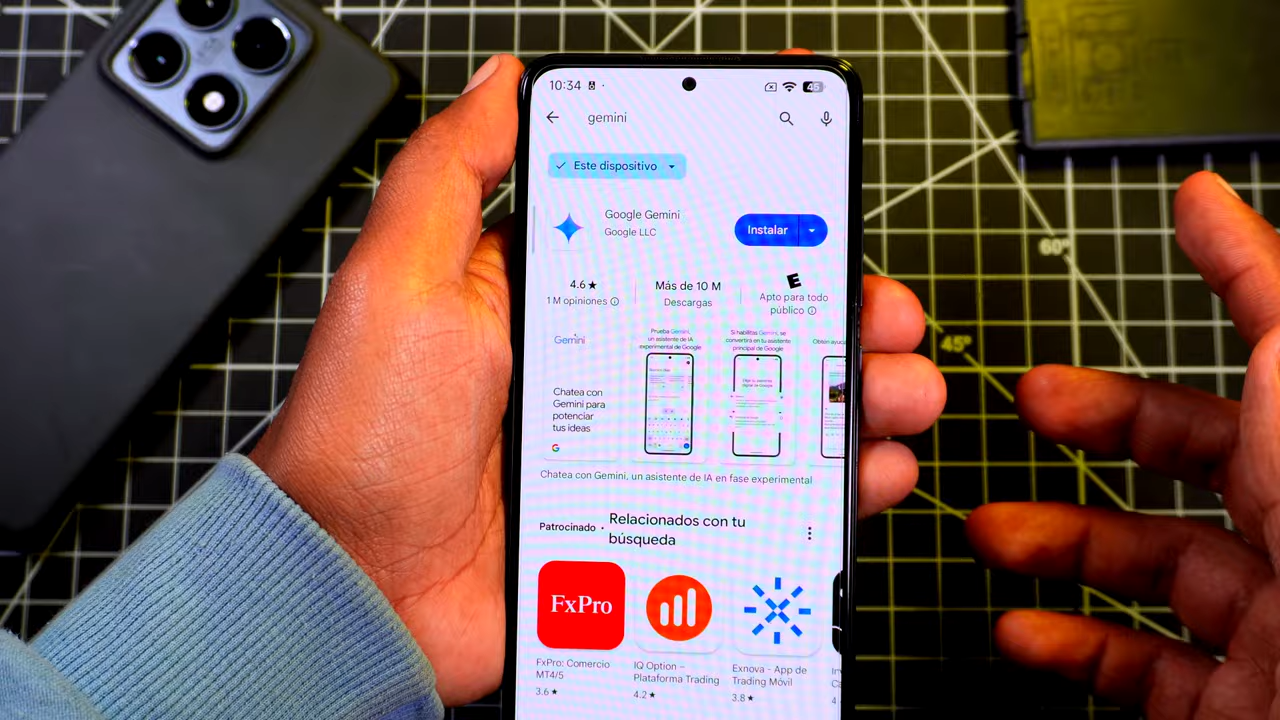 10:34
45
gemini
Este dispositivo
Google Gemini
Google LLC
Instalar
4.6★
1 M opiniones
Más de 10 M
Descargas
E
Apto para todo
público
Gemini
Chatea con
Gemini para
potenciar
tus ideas
Prueba Gemini,
un asistente de IA
experimental de Google
Si habilitas Gemini, se
convertirá en tu asistente
principal de Google
Chatea con Gemini, un asistente de IA en fase experimental
Patrocinado · Relacionados con tu
búsqueda
FxPro
FxPro: Comercio
MT4/5
3.6★
IQ Option –
Plataforma Trading
4.2★
Exnova - App de
Trading Móvil
3.8★
4
60°
45°